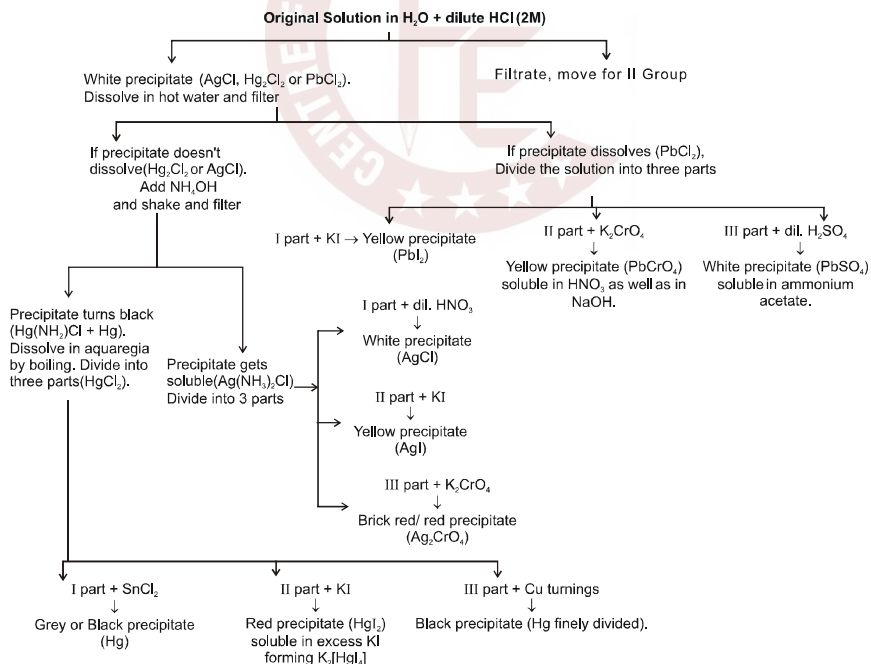 Original Solution in H₂O + dilute HCl (2M)
White precipitate (AgCl, Hg₂Cl₂ or PbCl₂).
Dissolve in hot water and filter
Filtrate, move for II Group
If precipitate doesn't
dissolve(Hg₂Cl₂ or AgCl).
Add NH₄OH
and shake and filter
If precipitate dissolves (PbCl₂),
Divide the solution into three parts
I part + KI → Yellow precipitate
(PbI₂)
II part + K₂CrO₄
↓
Yellow precipitate (PbCrO₄)
soluble in HNO₃ as well as in
NaOH.
III part + dil. H₂SO₄
↓
White precipitate (PbSO₄)
soluble in ammonium
acetate.
Precipitate turns black
(Hg(NH₂)Cl + Hg).
Dissolve in aquaregia
by boiling. Divide into
three parts(HgCl₂).
Precipitate gets
soluble(Ag(NH₃)₂Cl)
Divide into 3 parts
I part + dil. HNO₃
↓
White precipitate
(AgCl)
II part + KI
↓
Yellow precipitate
(AgI)
III part + K₂CrO₄
↓
Brick red/ red precipitate
(Ag₂CrO₄)
I part + SnCl₂
↓
Grey or Black precipitate
(Hg)
II part + KI
↓
Red precipitate (HgI₂)
soluble in excess KI
forming K₂[HgI₄]
III part + Cu turnings
↓
Black precipitate (Hg finely divided).
CENTRE